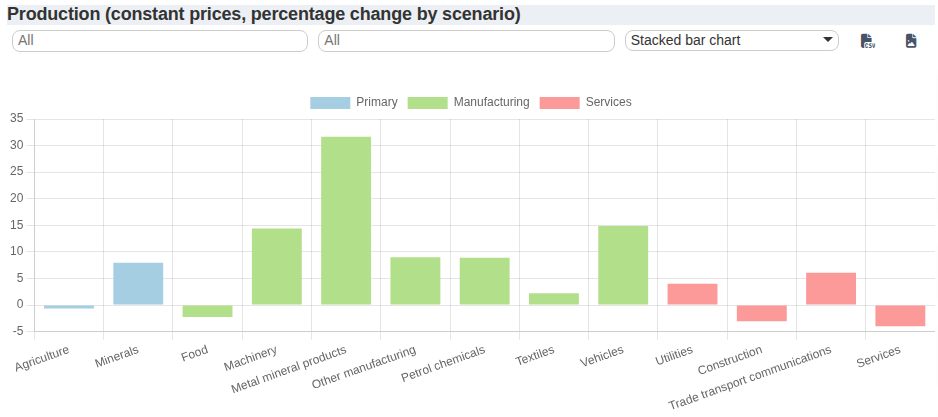 Production (constant prices, percentage change by scenario)
All All Stacked bar chart CSV
Primary Manufacturing Services
35
30
25
20
15
10
5
0
-5
Agriculture Minerals Food Machinery Metal mineral products Other manufacturing Petrol chemicals Textiles Vehicles Utilities Construction Trade transport communications Services